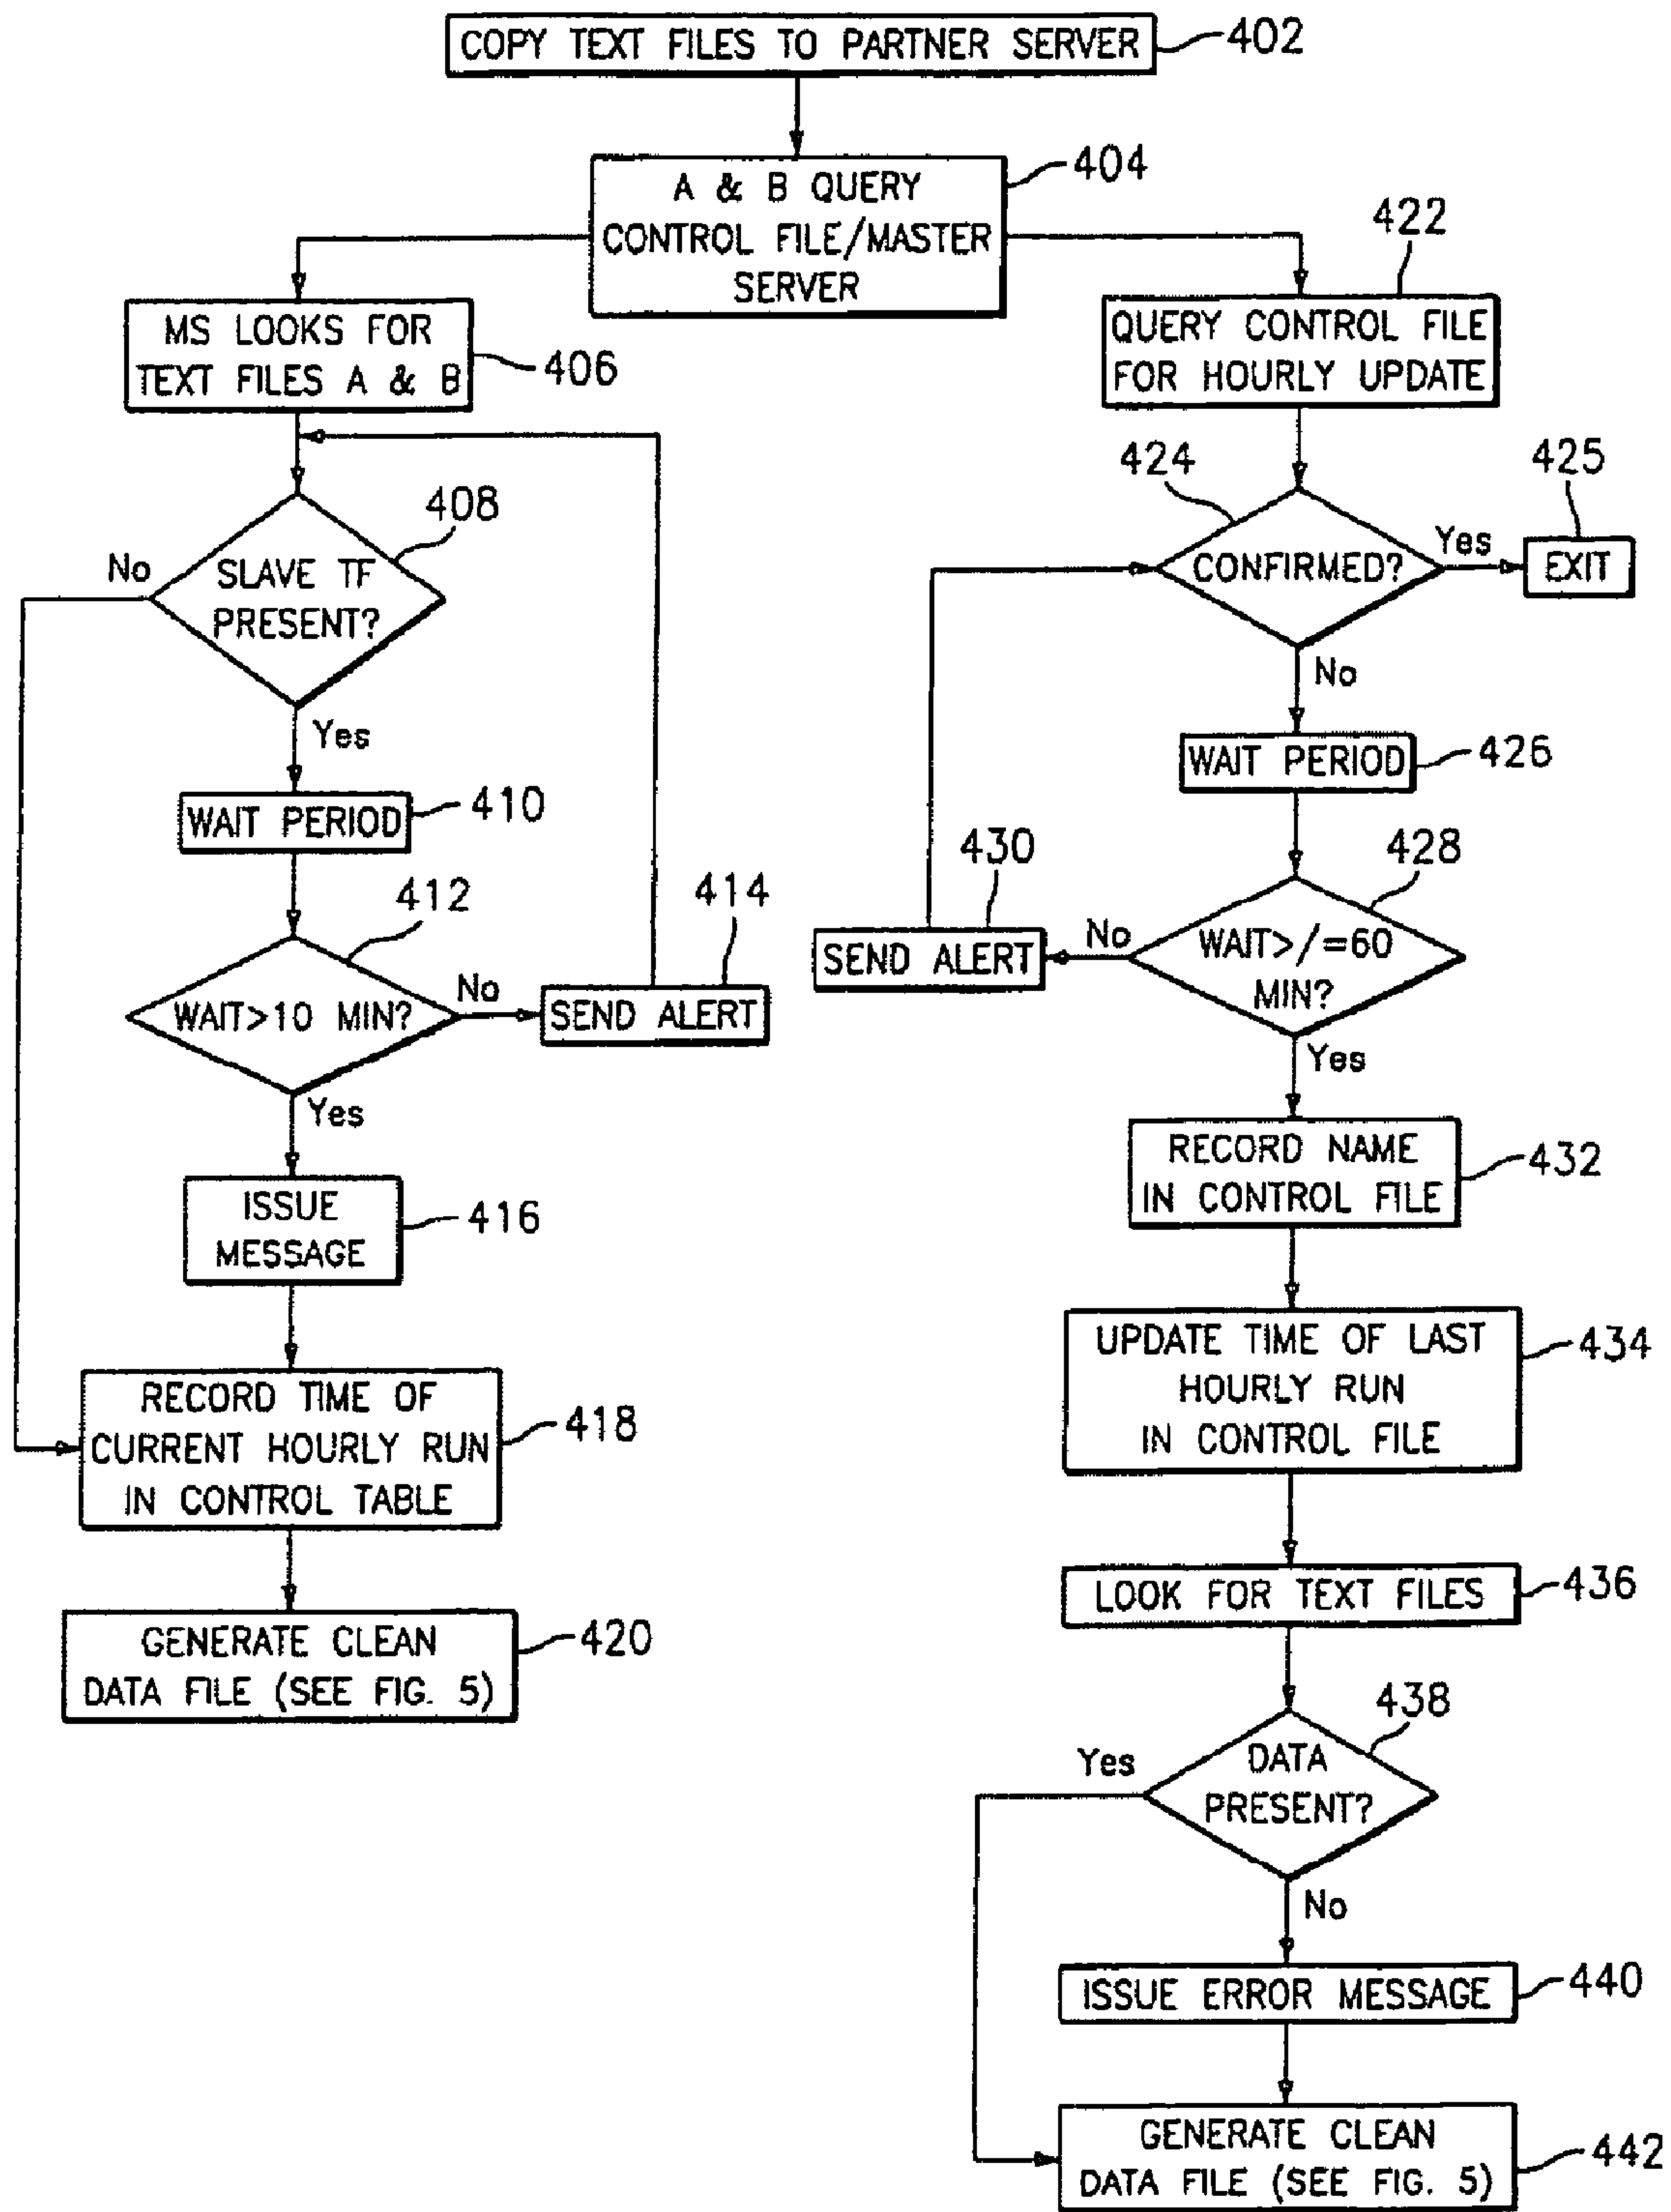 COPY TEXT FILES TO PARTNER SERVER
402
A & B QUERY
CONTROL FILE/MASTER
SERVER
404
MS LOOKS FOR
TEXT FILES A & B
406
SLAVE TF
PRESENT?
408
No
Yes
WAIT PERIOD
410
WAIT>10 MIN?
412
No
SEND ALERT
414
Yes
ISSUE
MESSAGE
416
RECORD TIME OF
CURRENT HOURLY RUN
IN CONTROL TABLE
418
GENERATE CLEAN
DATA FILE (SEE FIG. 5)
420
422
QUERY CONTROL FILE
FOR HOURLY UPDATE
424
CONFIRMED?
Yes
425
EXIT
No
WAIT PERIOD
426
428
WAIT>/=60
MIN?
No
430
SEND ALERT
Yes
RECORD NAME
IN CONTROL FILE
432
UPDATE TIME OF LAST
HOURLY RUN
IN CONTROL FILE
434
LOOK FOR TEXT FILES
436
438
DATA
PRESENT?
Yes
No
ISSUE ERROR MESSAGE
440
GENERATE CLEAN
DATA FILE (SEE FIG. 5)
442